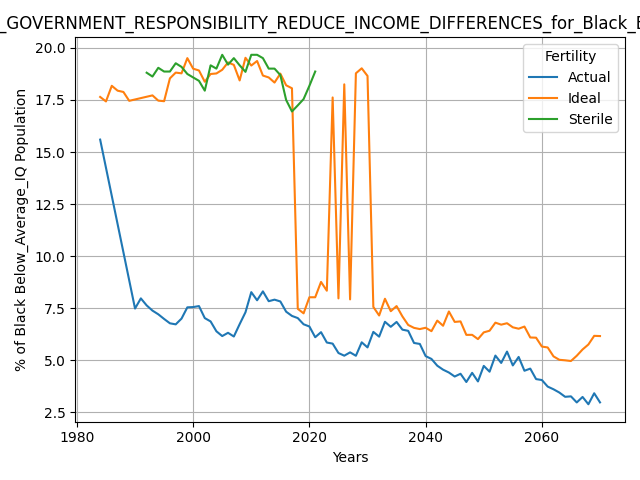 _GOVERNMENT_RESPONSIBILITY_REDUCE_INCOME_DIFFERENCES_for_Black_B
% of Black Below_Average_IQ Population
20.0
17.5
15.0
12.5
10.0
7.5
5.0
2.5
Fertility
Actual
Ideal
Sterile
1980
2000
2020
2040
2060
Years